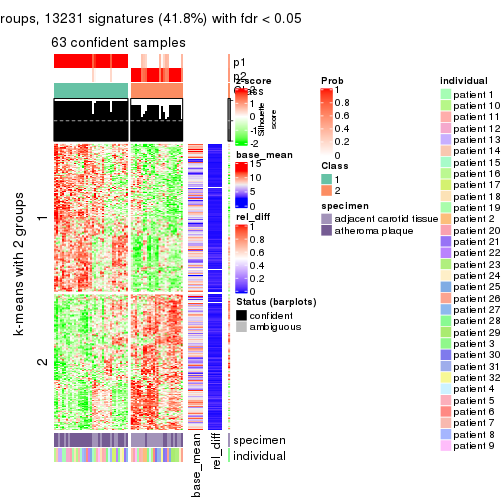 roups, 13231 signatures (41.8%) with fdr < 0.05
63 confident samples
p1
p2
Silhouette
score
k-means with 2 groups
1
2
specimen
individual
base_mean
rel_diff
z-score
2
1
0
-1
-2
base_mean
15
10
5
0
rel_diff
1
0.8
0.6
0.4
0.2
0
Status (barplots)
confident
ambiguous
Prob
1
0.8
0.6
0.4
0.2
0
Class
1
2
specimen
adjacent carotid tissue
atheroma plaque
individual
patient 1
patient 10
patient 11
patient 12
patient 13
patient 14
patient 15
patient 16
patient 17
patient 18
patient 19
patient 2
patient 20
patient 21
patient 22
patient 23
patient 24
patient 25
patient 26
patient 27
patient 28
patient 29
patient 3
patient 30
patient 31
patient 32
patient 4
patient 5
patient 6
patient 7
patient 8
patient 9